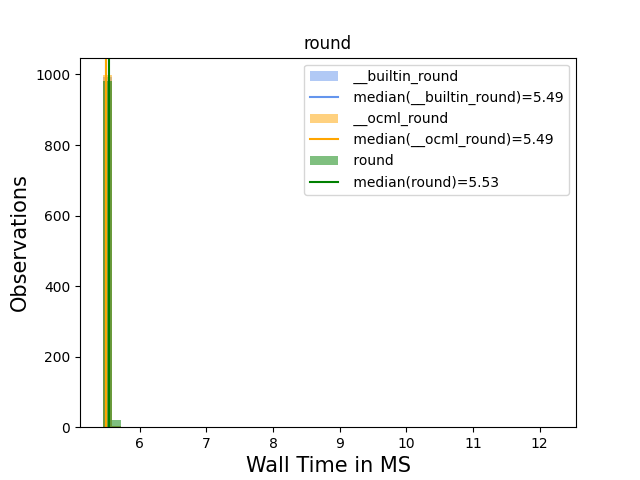 round
__builtin_round
median(__builtin_round)=5.49
__ocml_round
median(__ocml_round)=5.49
round
median(round)=5.53
Observations
1000
800
600
400
200
0
6 7 8 9 10 11 12
Wall Time in MS